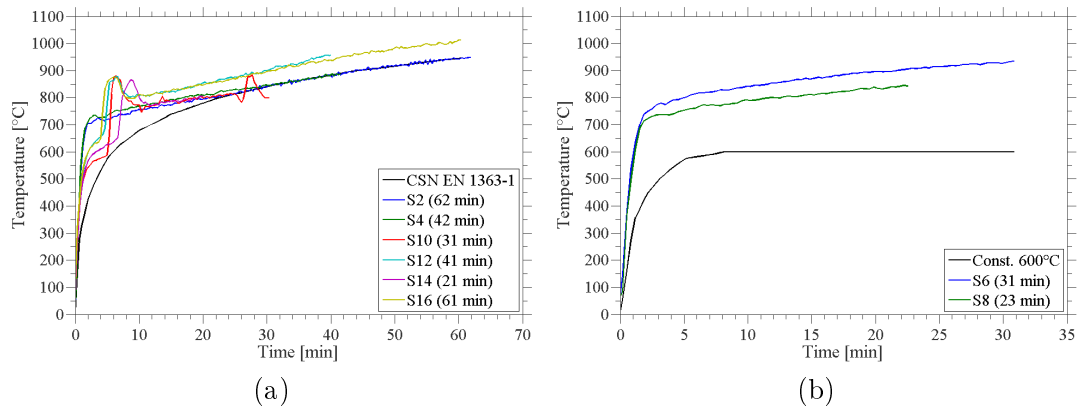 1100
1000
900
800
700
600
500
400
300
200
100
0
Temperature [°C]
0 10 20 30 40 50 60 70
Time [min]
CSN EN 1363-1
S2 (62 min)
S4 (42 min)
S10 (31 min)
S12 (41 min)
S14 (21 min)
S16 (61 min)
(a)
1100
1000
900
800
700
600
500
400
300
200
100
0
Temperature [°C]
0 5 10 15 20 25 30 35
Time [min]
Const. 600°C
S6 (31 min)
S8 (23 min)
(b)